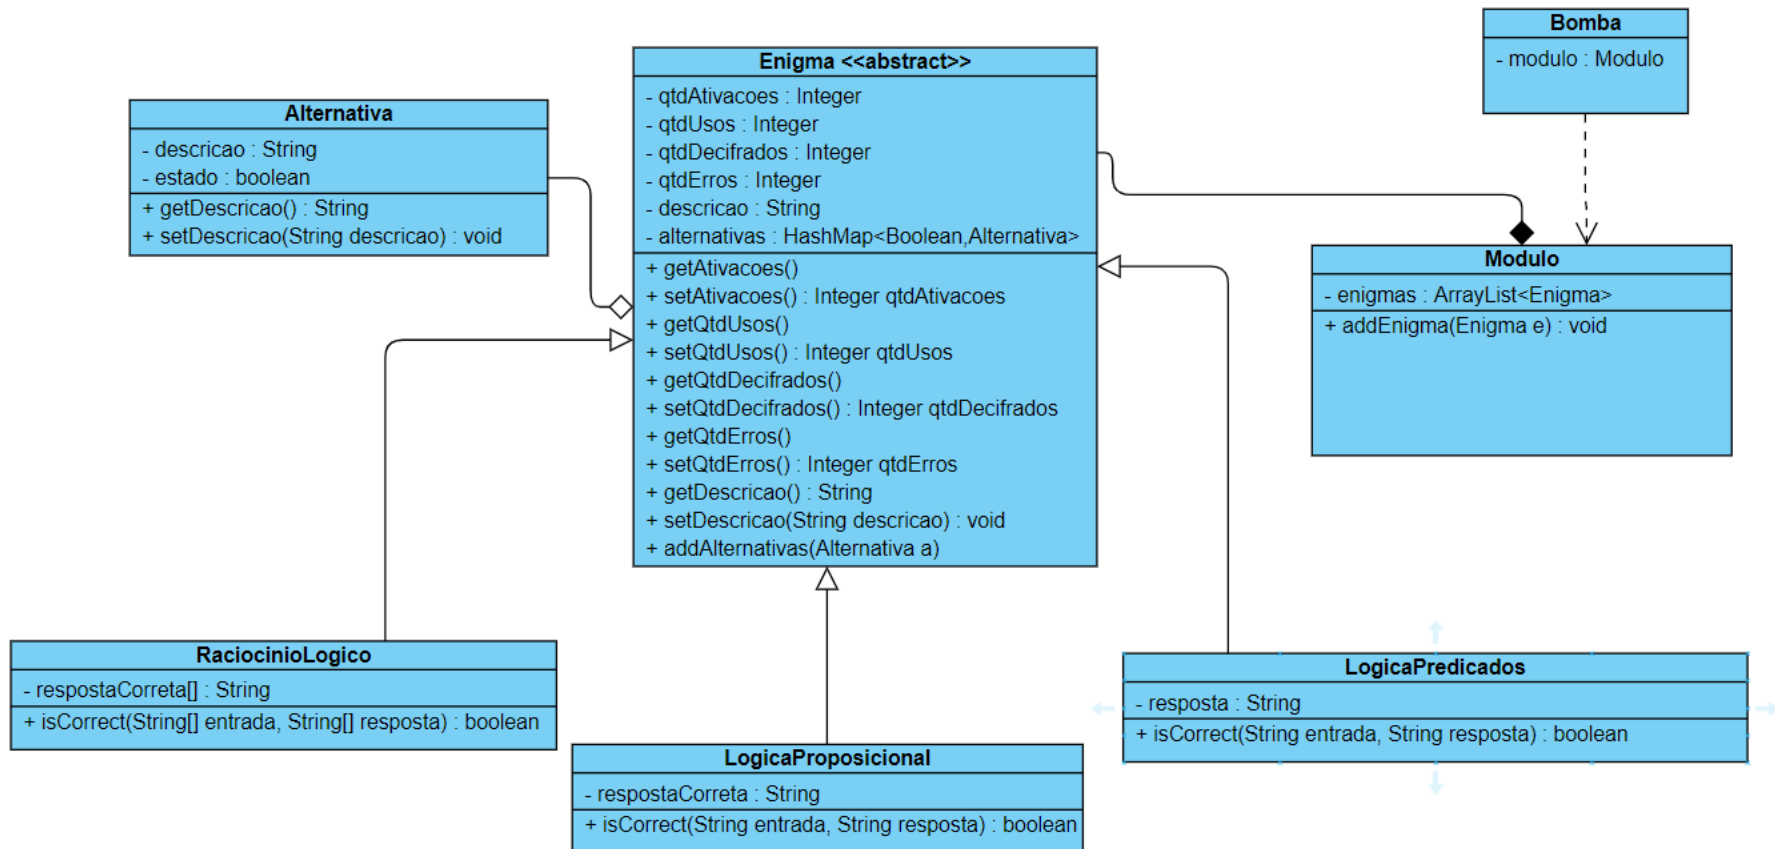 Bomba
- modulo : Modulo
Enigma <<abstract>>
- qtdAtivacoes : Integer
- qtdUsos : Integer
- qtdDecifrados : Integer
- qtdErros : Integer
- descricao : String
- alternativas : HashMap<Boolean,Alternativa>
+ getAtivacoes()
+ setAtivacoes() : Integer qtdAtivacoes
+ getQtdUsos()
+ setQtdUsos() : Integer qtdUsos
+ getQtdDecifrados()
+ setQtdDecifrados() : Integer qtdDecifrados
+ getQtdErros()
+ setQtdErros() : Integer qtdErros
+ getDescricao() : String
+ setDescricao(String descricao) : void
+ addAlternativas(Alternativa a)
Alternativa
- descricao : String
- estado : boolean
+ getDescricao() : String
+ setDescricao(String descricao) : void
Modulo
- enigmas : ArrayList<Enigma>
+ addEnigma(Enigma e) : void
RaciocinioLogico
- respostaCorreta[] : String
+ isCorrect(String[] entrada, String[] resposta) : boolean
LogicaProposicional
- respostaCorreta : String
+ isCorrect(String entrada, String resposta) : boolean
LogicaPredicados
- resposta : String
+ isCorrect(String entrada, String resposta) : boolean